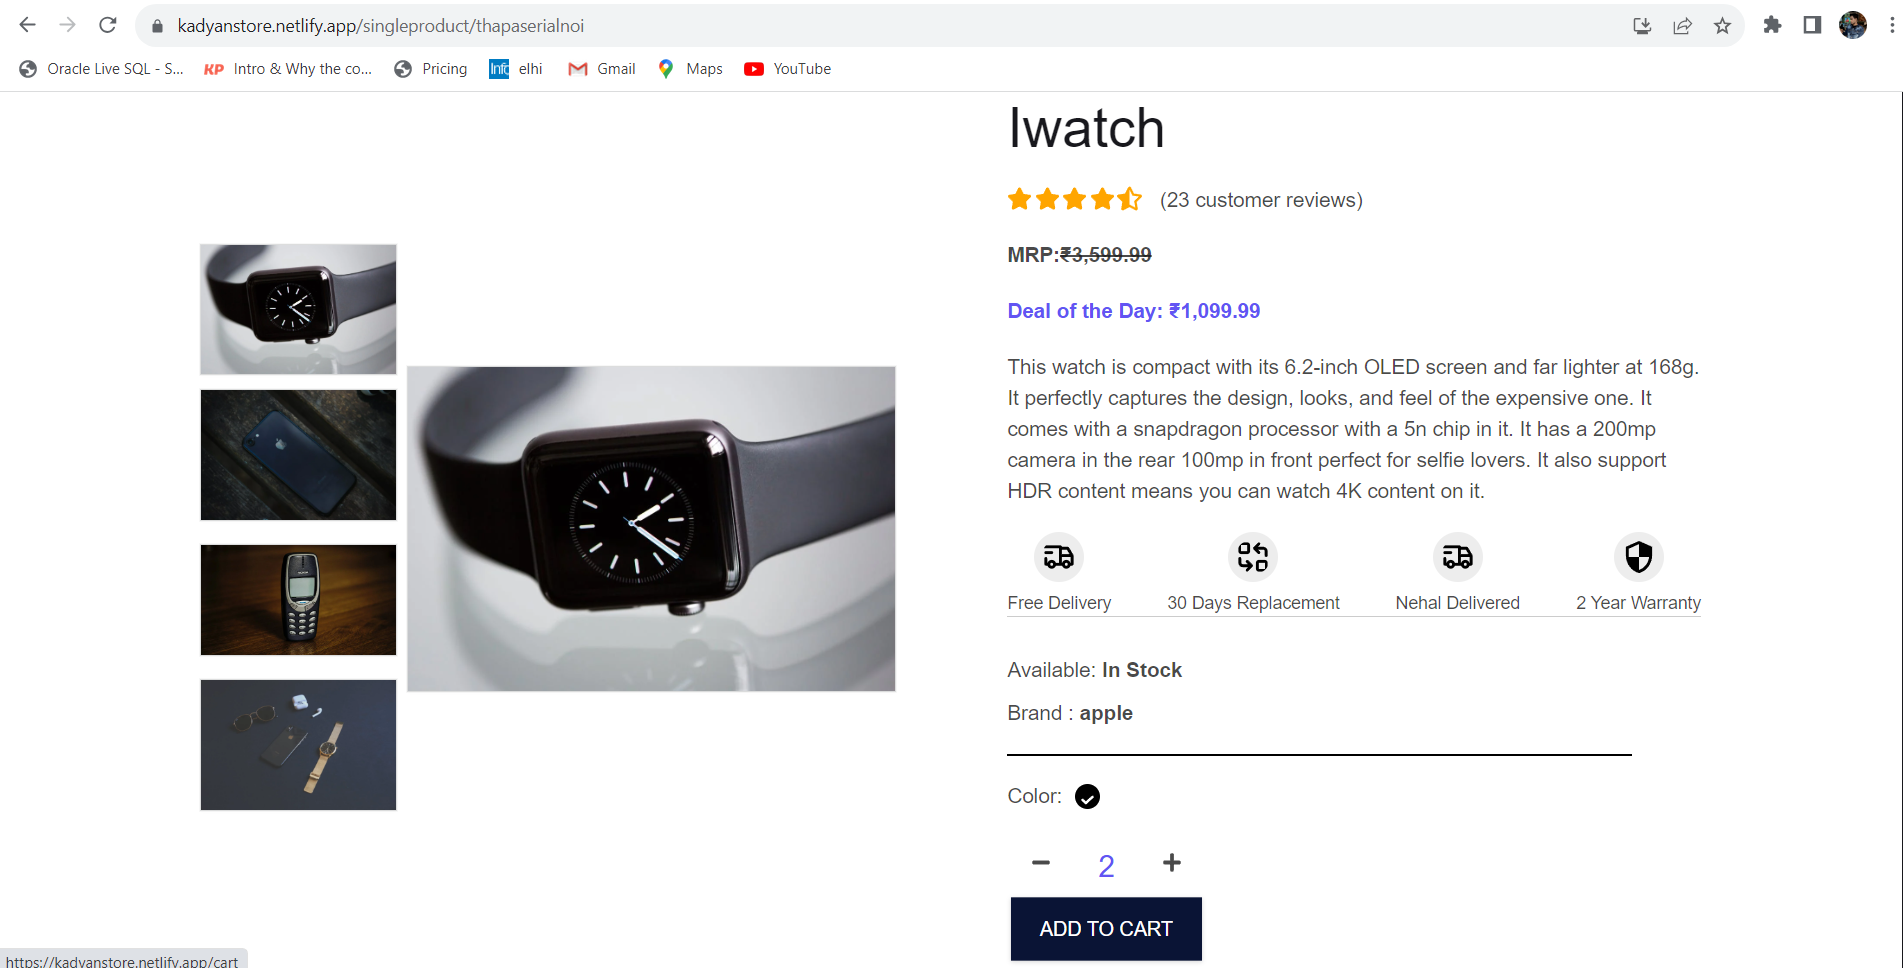 kadyanstore.netlify.app/singleproduct/thapaserialnoi
Oracle Live SQL - S... KP Intro & Why the co... Pricing Info elhi Gmail Maps YouTube
Iwatch
(23 customer reviews)
MRP:₹3,599.99
Deal of the Day: ₹1,099.99
This watch is compact with its 6.2-inch OLED screen and far lighter at 168g.
It perfectly captures the design, looks, and feel of the expensive one. It
comes with a snapdragon processor with a 5n chip in it. It has a 200mp
camera in the rear 100mp in front perfect for selfie lovers. It also support
HDR content means you can watch 4K content on it.
Free Delivery 30 Days Replacement Nehal Delivered 2 Year Warranty
Available: In Stock
Brand : apple
Color:
2
ADD TO CART
https://kadyanstore.netlify.app/cart